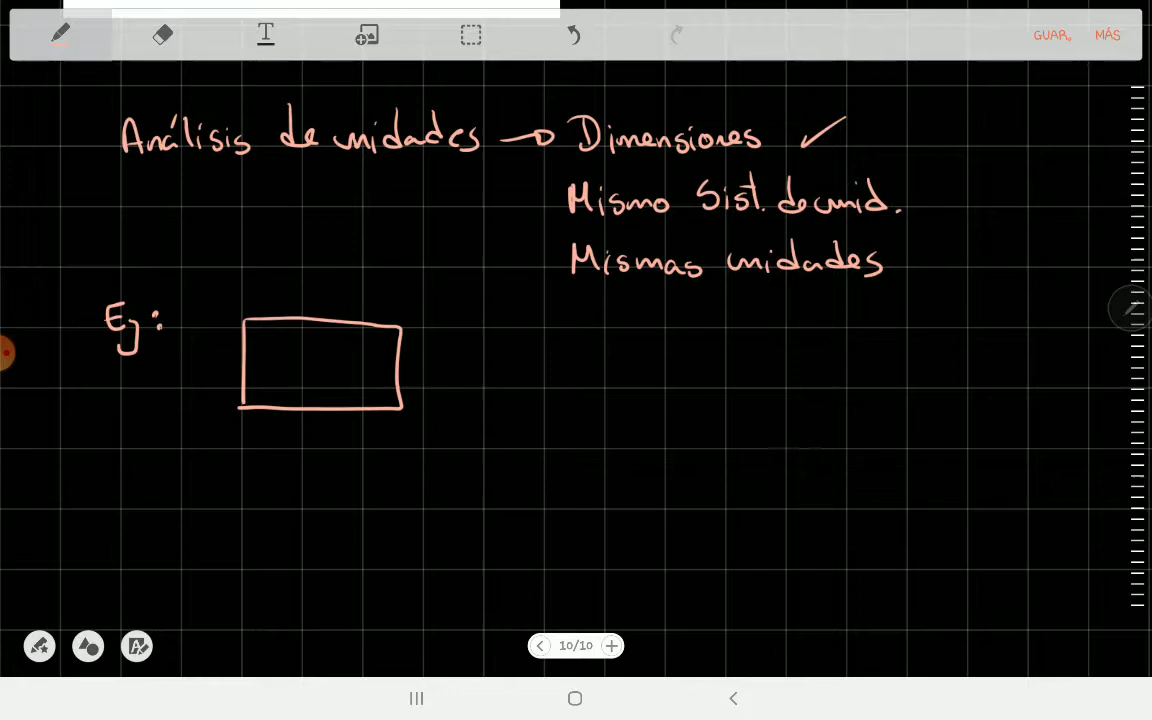 T
GUAR.
MÁS
Análisis de unidades → Dimensiones ✓
Mismo Sist. de unid.
Mismas unidades
Ej:
10/10